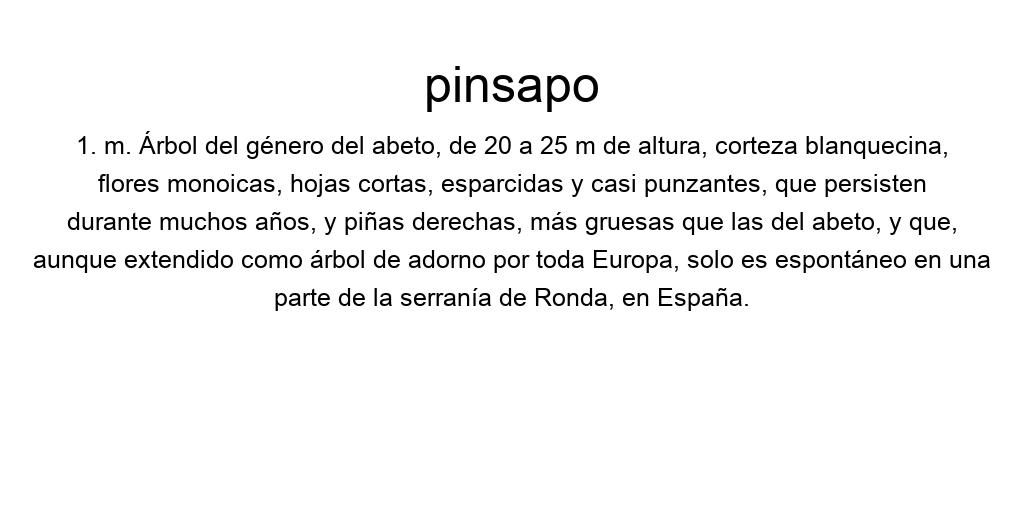 pinsapo
1. m. Árbol del género del abeto, de 20 a 25 m de altura, corteza blanquecina,
flores monoicas, hojas cortas, esparcidas y casi punzantes, que persisten
durante muchos años, y piñas derechas, más gruesas que las del abeto, y que,
aunque extendido como árbol de adorno por toda Europa, solo es espontáneo en una
parte de la serranía de Ronda, en España.